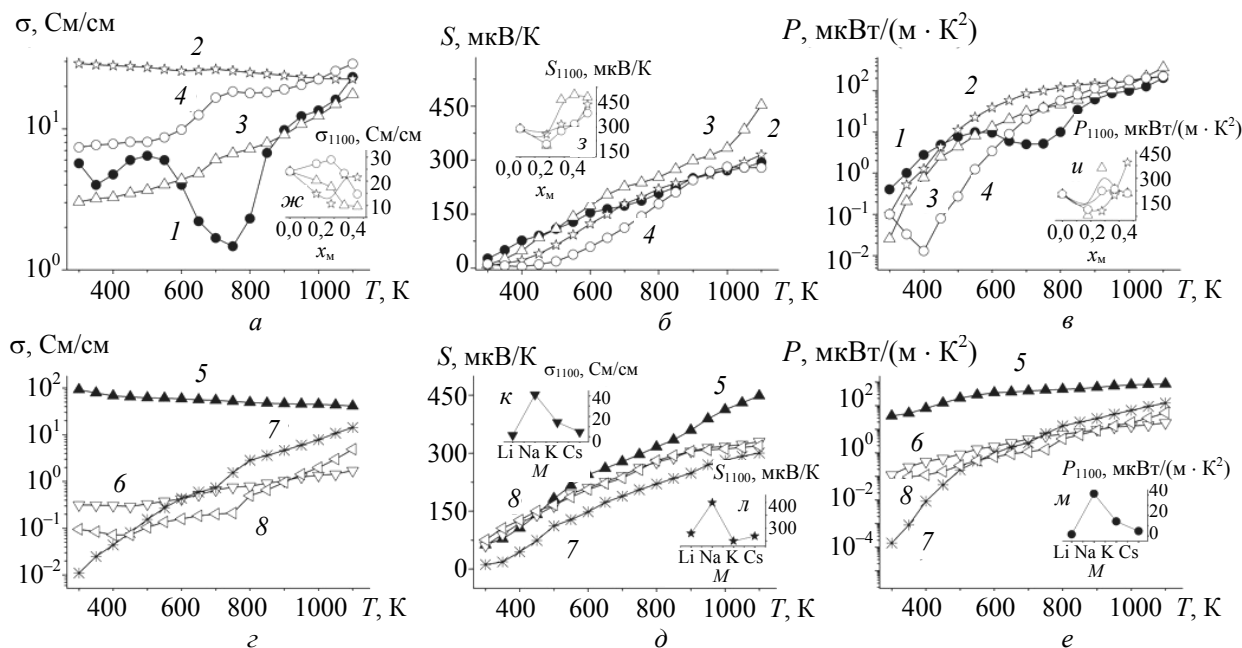 σ, См/см
S, мкВ/К
P, мкВт/(м · К²)
2
4
3
1
10¹
10⁰
σ₁₁₀₀, См/см
30
20
10
ж
0,0 0,2 0,4
xм
400 600 800 1000 T, К
а
S₁₁₀₀, мкВ/К
450
300
150
з
0,0 0,2 0,4
xм
450
300
150
0
3
2
4
400 600 800 1000 T, К
б
10²
10¹
10⁰
10⁻¹
10⁻²
2
1
3
4
P₁₁₀₀, мкВт/(м · К²)
450
300
150
и
0,0 0,2 0,4
xм
400 600 800 1000 T, К
в
σ, См/см
S, мкВ/К
P, мкВт/(м · К²)
10²
10¹
10⁰
10⁻¹
10⁻²
5
7
6
8
400 600 800 1000 T, К
г
σ₁₁₀₀, См/см
40
20
0
к
Li Na K Cs
M
450
300
150
0
5
8
7
S₁₁₀₀, мкВ/К
400
300
л
Li Na K Cs
M
400 600 800 1000 T, К
д
10²
10⁰
10⁻²
10⁻⁴
5
6
8
7
P₁₁₀₀, мкВт/(м · К²)
40
20
0
м
Li Na K Cs
M
400 600 800 1000 T, К
е